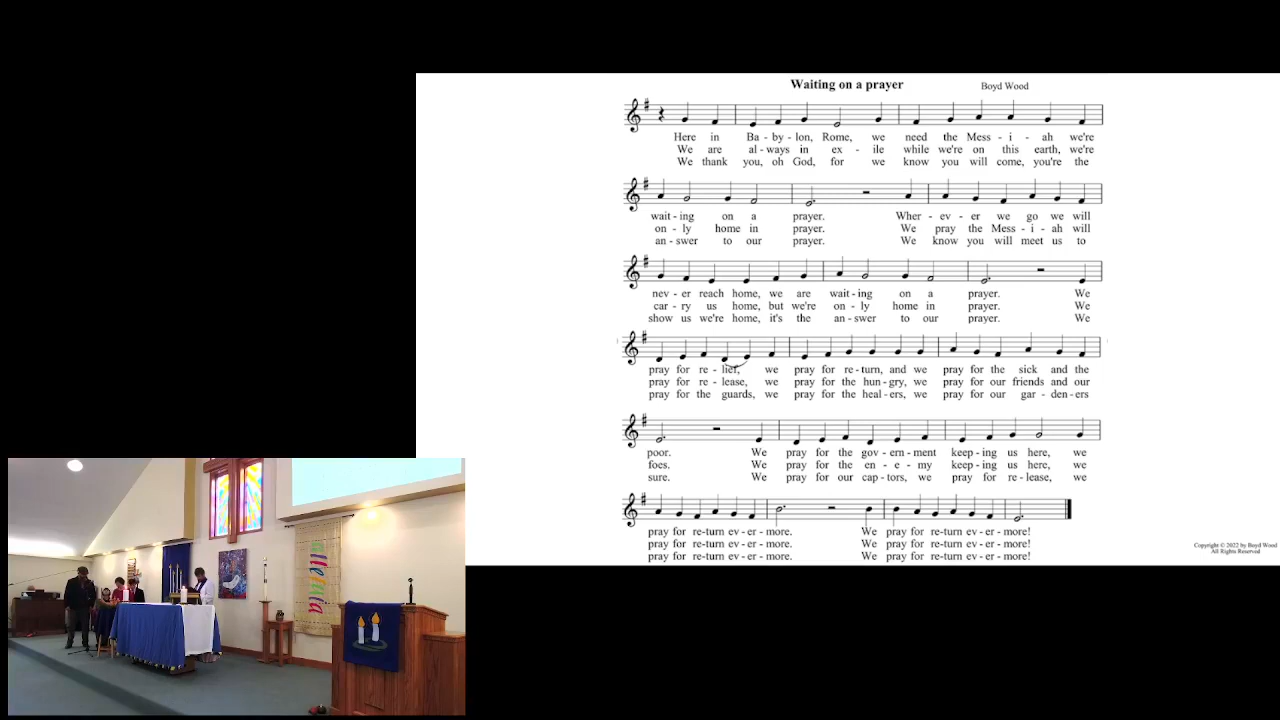 Waiting on a prayer
Boyd Wood
Here in Ba - by - lon, Rome, we need the Mess - i - ah we're
We are al - ways in ex - ile while we're on this earth, we're
We thank you, oh God, for we know you will come, you're the
wait - ing on a prayer. Wher - ev - er we go we will
on - ly home in prayer. We pray the Mess - i - ah will
an - swer to our prayer. We know you will meet us to
nev - er reach home, we are wait - ing on a prayer. We
car - ry us home, but we're on - ly home in prayer. We
show us we're home, it's the an - swer to our prayer. We
pray for re - lief, we pray for re - turn, and we pray for the sick and the
pray for re - lease, we pray for the hun - gry, we pray for our friends and our
pray for the guards, we pray for the heal - ers, we pray for our gar - den - ers
poor. We pray for the gov - ern - ment keep - ing us here, we
foes. We pray for the en - e - my keep - ing us here, we
sure. We pray for our cap - tors, we pray for re - lease, we
pray for re-turn ev - er - more. We pray for re-turn ev - er - more!
pray for re-turn ev - er - more. We pray for re-turn ev - er - more!
pray for re-turn ev - er - more. We pray for re-turn ev - er - more!
Copyright © 2022 by Boyd Wood
All Rights Reserved
alleluia